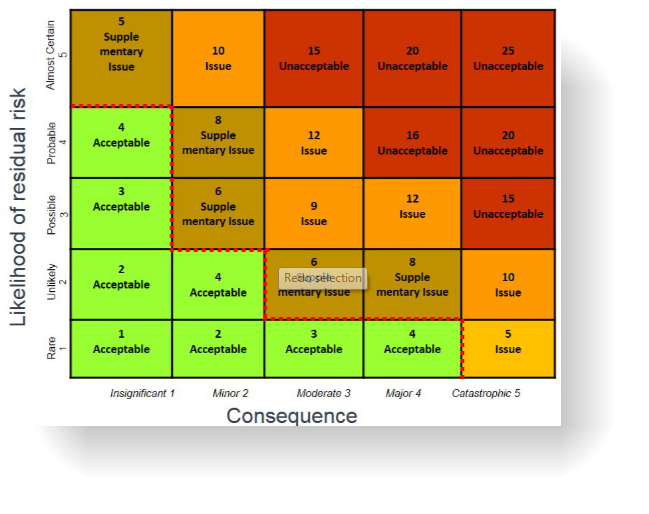 Likelihood of residual risk
Almost Certain
5
5
Supple
mentary
Issue
10
Issue
15
Unacceptable
20
Unacceptable
25
Unacceptable
Probable
4
4
Acceptable
8
Supple
mentary Issue
12
Issue
16
Unacceptable
20
Unacceptable
Possible
3
3
Acceptable
6
Supple
mentary Issue
9
Issue
12
Issue
15
Unacceptable
Unlikely
2
2
Acceptable
4
Acceptable
6
Redo selection
mentary Issue
8
Supple
mentary Issue
10
Issue
Rare
1
1
Acceptable
2
Acceptable
3
Acceptable
4
Acceptable
5
Issue
Insignificant 1
Minor 2
Moderate 3
Major 4
Catastrophic 5
Consequence